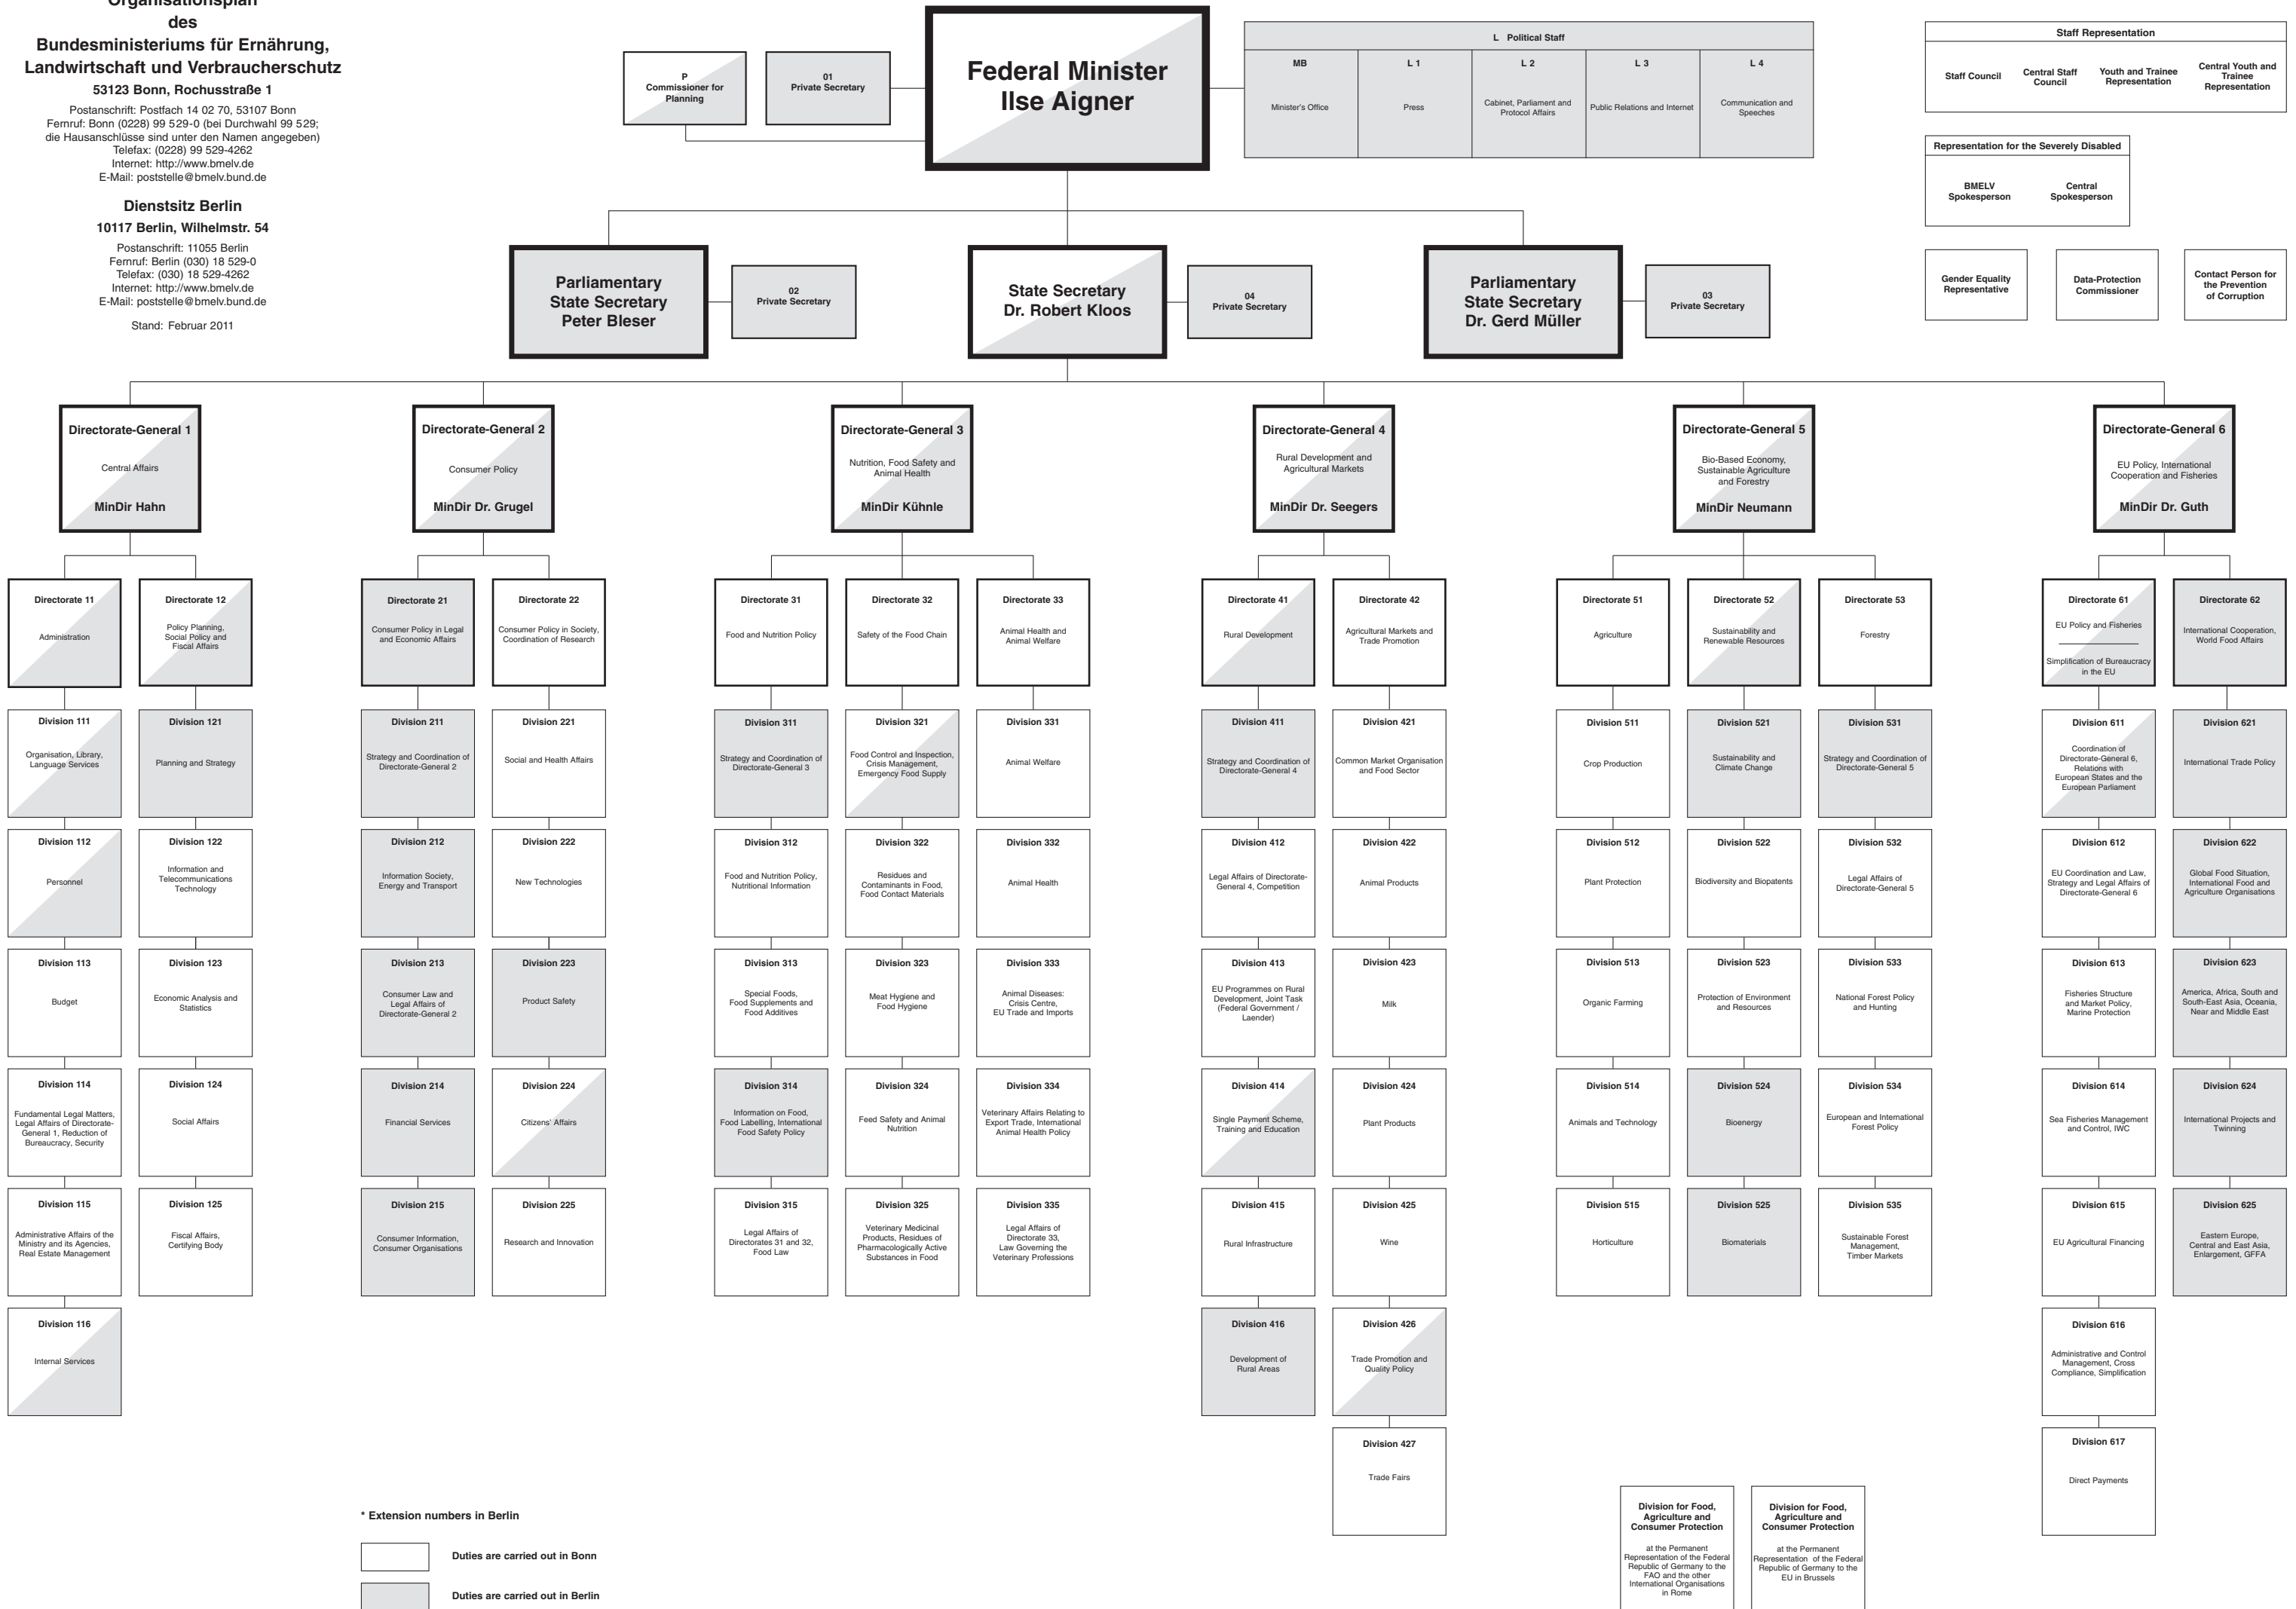 Organisationsplan
des
Bundesministeriums für Ernährung,
Landwirtschaft und Verbraucherschutz
53123 Bonn, Rochusstraße 1
Postanschrift: Postfach 14 02 70, 53107 Bonn
Fernruf: Bonn (0228) 99 529-0 (bei Durchwahl 99 529;
die Hausanschlüsse sind unter den Namen angegeben)
Telefax: (0228) 99 529-4262
Internet: http://www.bmelv.de
E-Mail: poststelle@bmelv.bund.de
Dienstsitz Berlin
10117 Berlin, Wilhelmstr. 54
Postanschrift: 11055 Berlin
Fernruf: Berlin (030) 18 529-0
Telefax: (030) 18 529-4262
Internet: http://www.bmelv.de
E-Mail: poststelle@bmelv.bund.de
Stand: Februar 2011
P
Commissioner for
Planning
01
Private Secretary
Federal Minister
Ilse Aigner
L Political Staff
MB
Minister's Office
L 1
Press
L 2
Cabinet, Parliament and
Protocol Affairs
L 3
Public Relations and Internet
L 4
Communication and
Speeches
Staff Representation
Staff Council
Central Staff
Council
Youth and Trainee
Representation
Central Youth and
Trainee
Representation
Representation for the Severely Disabled
BMELV
Spokesperson
Central
Spokesperson
Gender Equality
Representative
Data-Protection
Commissioner
Contact Person for
the Prevention
of Corruption
Parliamentary
State Secretary
Peter Bleser
02
Private Secretary
State Secretary
Dr. Robert Kloos
04
Private Secretary
Parliamentary
State Secretary
Dr. Gerd Müller
03
Private Secretary
Directorate-General 1
Central Affairs
MinDir Hahn
Directorate-General 2
Consumer Policy
MinDir Dr. Grugel
Directorate-General 3
Nutrition, Food Safety and
Animal Health
MinDir Kühnle
Directorate-General 4
Rural Development and
Agricultural Markets
MinDir Dr. Seegers
Directorate-General 5
Bio-Based Economy,
Sustainable Agriculture
and Forestry
MinDir Neumann
Directorate-General 6
EU Policy, International
Cooperation and Fisheries
MinDir Dr. Guth
Directorate 11
Administration
Directorate 12
Policy Planning,
Social Policy and
Fiscal Affairs
Directorate 21
Consumer Policy in Legal
and Economic Affairs
Directorate 22
Consumer Policy in Society,
Coordination of Research
Directorate 31
Food and Nutrition Policy
Directorate 32
Safety of the Food Chain
Directorate 33
Animal Health and
Animal Welfare
Directorate 41
Rural Development
Directorate 42
Agricultural Markets and
Trade Promotion
Directorate 51
Agriculture
Directorate 52
Sustainability and
Renewable Resources
Directorate 53
Forestry
Directorate 61
EU Policy and Fisheries
Simplification of Bureaucracy
in the EU
Directorate 62
International Cooperation,
World Food Affairs
Division 111
Organisation, Library,
Language Services
Division 121
Planning and Strategy
Division 211
Strategy and Coordination of
Directorate-General 2
Division 221
Social and Health Affairs
Division 311
Strategy and Coordination of
Directorate-General 3
Division 321
Food Control and Inspection,
Crisis Management,
Emergency Food Supply
Division 331
Animal Welfare
Division 411
Strategy and Coordination of
Directorate-General 4
Division 421
Common Market Organisation
and Food Sector
Division 511
Crop Production
Division 521
Sustainability and
Climate Change
Division 531
Strategy and Coordination of
Directorate-General 5
Division 611
Coordination of
Directorate-General 6,
Relations with
European States and the
European Parliament
Division 621
International Trade Policy
Division 112
Personnel
Division 122
Information and
Telecommunications
Technology
Division 212
Information Society,
Energy and Transport
Division 222
New Technologies
Division 312
Food and Nutrition Policy,
Nutritional Information
Division 322
Residues and
Contaminants in Food,
Food Contact Materials
Division 332
Animal Health
Division 412
Legal Affairs of Directorate-
General 4, Competition
Division 422
Animal Products
Division 512
Plant Protection
Division 522
Biodiversity and Biopatents
Division 532
Legal Affairs of
Directorate-General 5
Division 612
EU Coordination and Law,
Strategy and Legal Affairs of
Directorate-General 6
Division 622
Global Food Situation,
International Food and
Agriculture Organisations
Division 113
Budget
Division 123
Economic Analysis and
Statistics
Division 213
Consumer Law and
Legal Affairs of
Directorate-General 2
Division 223
Product Safety
Division 313
Special Foods,
Food Supplements and
Food Additives
Division 323
Meat Hygiene and
Food Hygiene
Division 333
Animal Diseases:
Crisis Centre,
EU Trade and Imports
Division 413
EU Programmes on Rural
Development, Joint Task
(Federal Government /
Laender)
Division 423
Milk
Division 513
Organic Farming
Division 523
Protection of Environment
and Resources
Division 533
National Forest Policy
and Hunting
Division 613
Fisheries Structure
and Market Policy,
Marine Protection
Division 623
America, Africa, South and
South-East Asia, Oceania,
Near and Middle East
Division 114
Fundamental Legal Matters,
Legal Affairs of Directorate-
General 1, Reduction of
Bureaucracy, Security
Division 124
Social Affairs
Division 214
Financial Services
Division 224
Citizens' Affairs
Division 314
Information on Food,
Food Labelling, International
Food Safety Policy
Division 324
Feed Safety and Animal
Nutrition
Division 334
Veterinary Affairs Relating to
Export Trade, International
Animal Health Policy
Division 414
Single Payment Scheme,
Training and Education
Division 424
Plant Products
Division 514
Animals and Technology
Division 524
Bioenergy
Division 534
European and International
Forest Policy
Division 614
Sea Fisheries Management
and Control, IWC
Division 624
International Projects and
Twinning
Division 115
Administrative Affairs of the
Ministry and its Agencies,
Real Estate Management
Division 125
Fiscal Affairs,
Certifying Body
Division 215
Consumer Information,
Consumer Organisations
Division 225
Research and Innovation
Division 315
Legal Affairs of
Directorates 31 and 32,
Food Law
Division 325
Veterinary Medicinal
Products, Residues of
Pharmacologically Active
Substances in Food
Division 335
Legal Affairs of
Directorate 33,
Law Governing the
Veterinary Professions
Division 415
Rural Infrastructure
Division 425
Wine
Division 515
Horticulture
Division 525
Biomaterials
Division 535
Sustainable Forest
Management,
Timber Markets
Division 615
EU Agricultural Financing
Division 625
Eastern Europe,
Central and East Asia,
Enlargement, GFFA
Division 116
Internal Services
Division 416
Development of
Rural Areas
Division 426
Trade Promotion and
Quality Policy
Division 616
Administrative and Control
Management, Cross
Compliance, Simplification
Division 427
Trade Fairs
Division 617
Direct Payments
* Extension numbers in Berlin
Duties are carried out in Bonn
Duties are carried out in Berlin
Division for Food,
Agriculture and
Consumer Protection
at the Permanent
Representation of the Federal
Republic of Germany to the
FAO and the other
International Organisations
in Rome
Division for Food,
Agriculture and
Consumer Protection
at the Permanent
Representation of the Federal
Republic of Germany to the
EU in Brussels